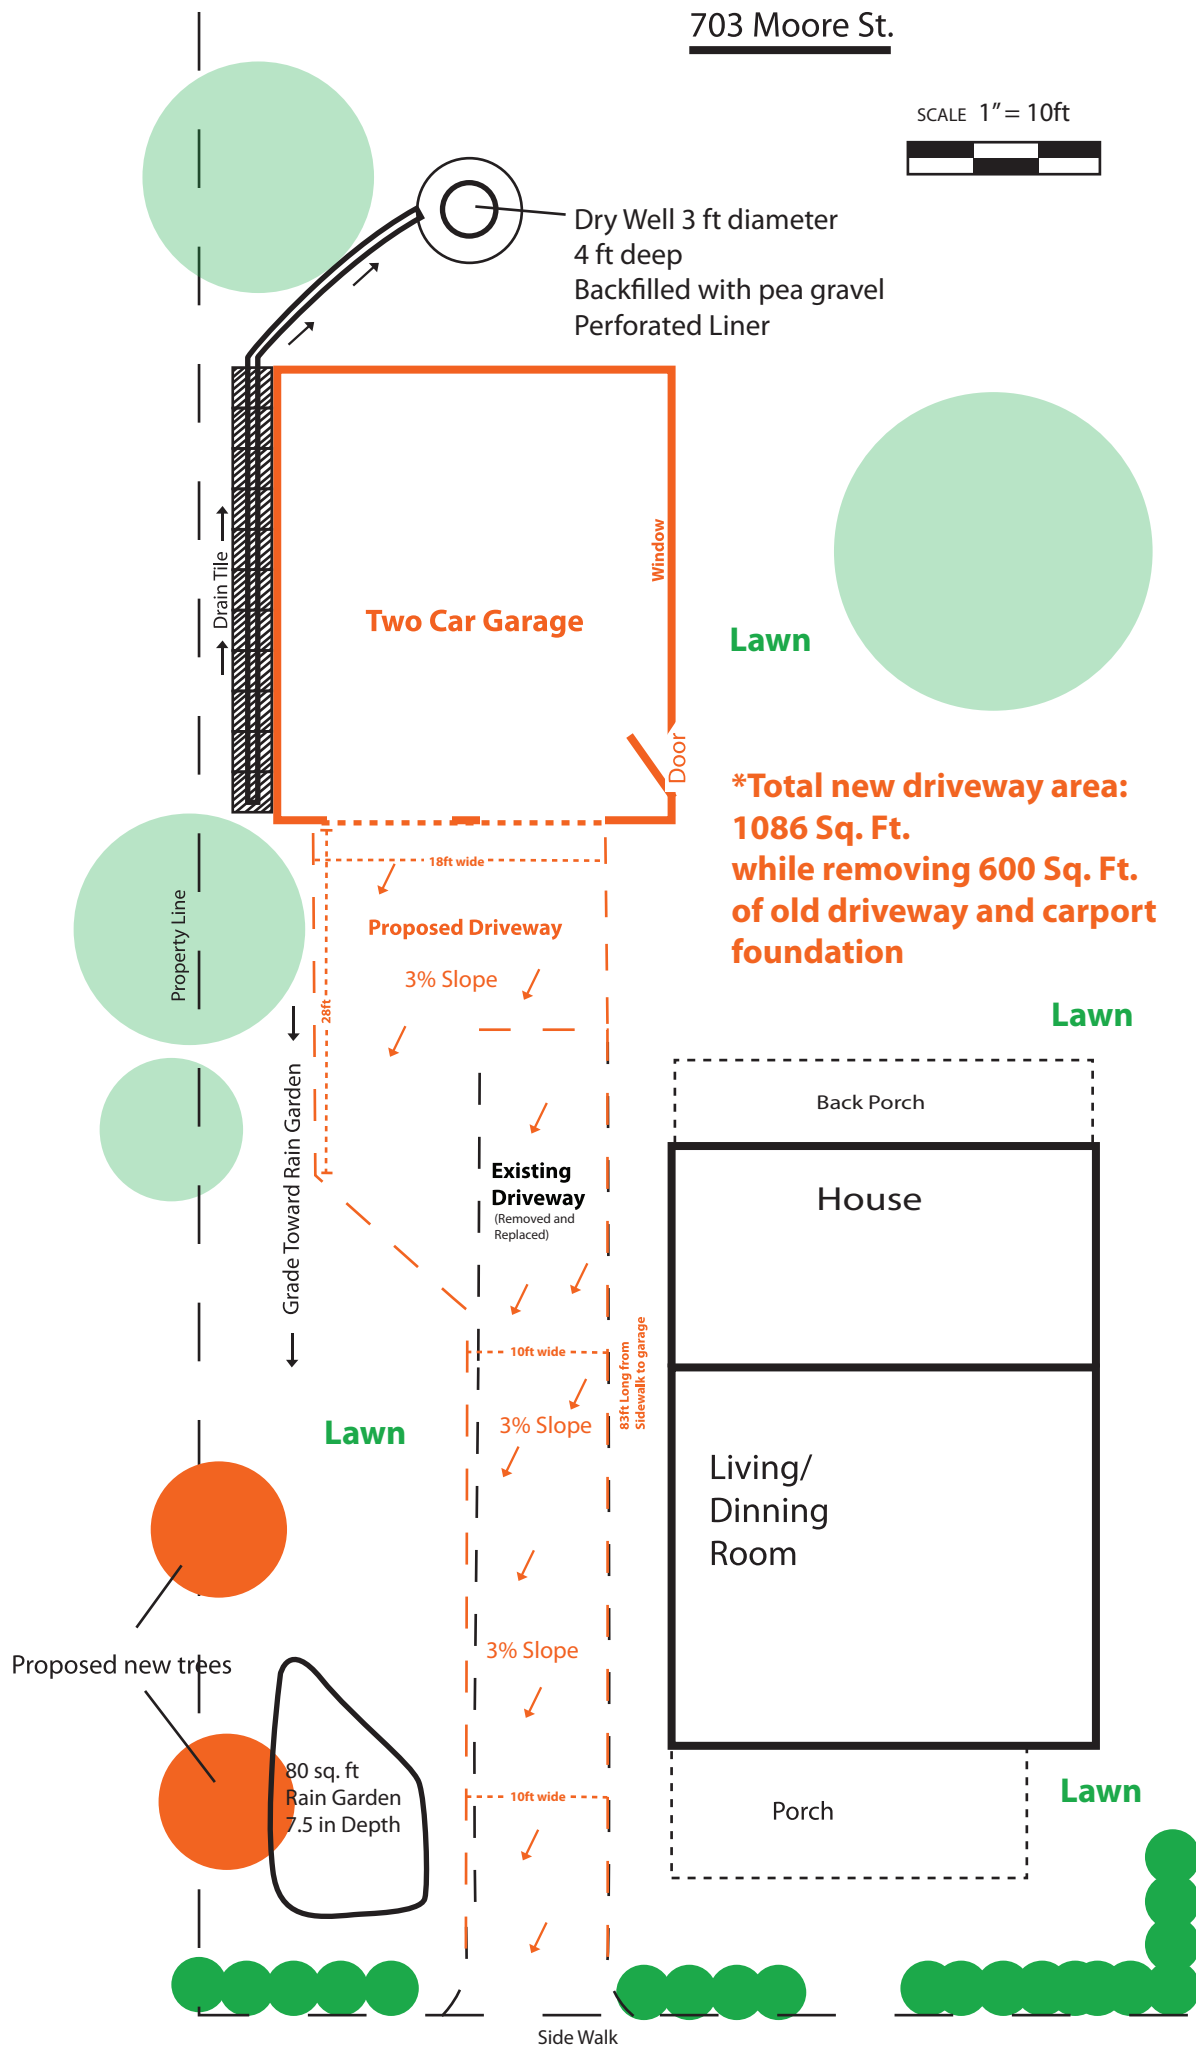 703 Moore St.
SCALE 1” = 10ft
Dry Well 3 ft diameter
4 ft deep
Backfilled with pea gravel
Perforated Liner
Drain Tile
Window
Two Car Garage
Lawn
Door
*Total new driveway area:
1086 Sq. Ft.
while removing 600 Sq. Ft.
of old driveway and carport
foundation
18ft wide
Property Line
Proposed Driveway
3% Slope
28ft
Lawn
Grade Toward Rain Garden
Back Porch
Existing
Driveway
(Removed and
Replaced)
House
10ft wide
83ft Long from
Sidewalk to garage
Lawn
3% Slope
Living/
Dinning
Room
3% Slope
Proposed new trees
80 sq. ft
Rain Garden
7.5 in Depth
10ft wide
Porch
Lawn
Side Walk